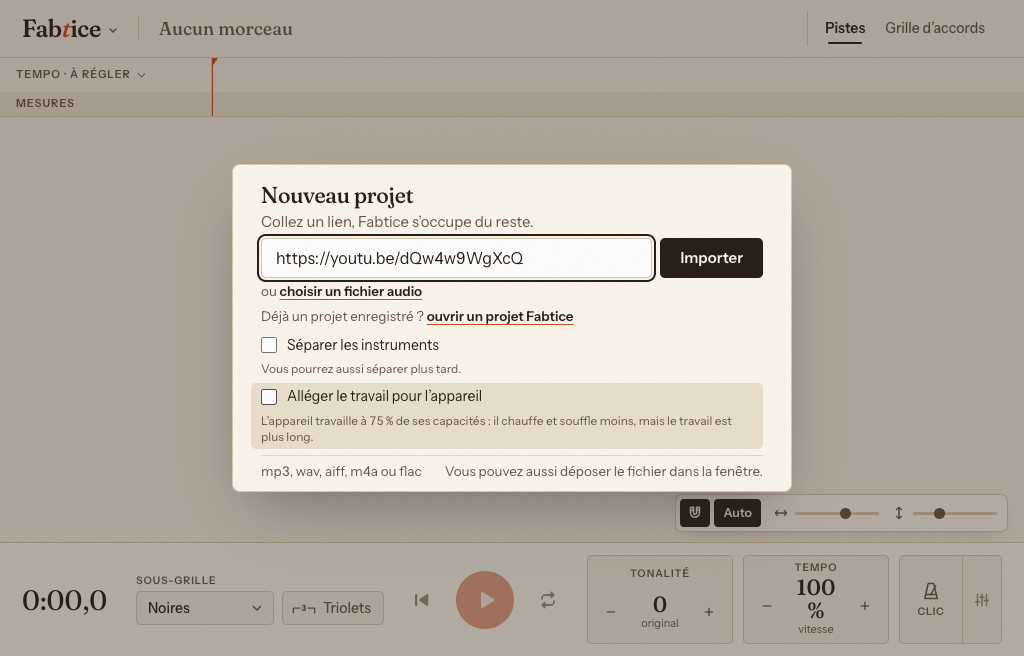 Fabtice
Aucun morceau
Pistes
Grille d'accords
TEMPO · À RÉGLER
MESURES
Nouveau projet
Collez un lien, Fabtice s'occupe du reste.
https://youtu.be/dQw4w9WgXcQ
Importer
ou choisir un fichier audio
Déjà un projet enregistré ? ouvrir un projet Fabtice
Séparer les instruments
Vous pourrez aussi séparer plus tard.
Alléger le travail pour l'appareil
L'appareil travaille à 75 % de ses capacités : il chauffe et souffle moins, mais le travail est
plus long.
mp3, wav, aiff, m4a ou flac
Vous pouvez aussi déposer le fichier dans la fenêtre.
Auto
0:00,0
SOUS-GRILLE
Noires
3
Triolets
TONALITÉ
− 0 +
original
TEMPO
− 100 +
%
vitesse
CLIC